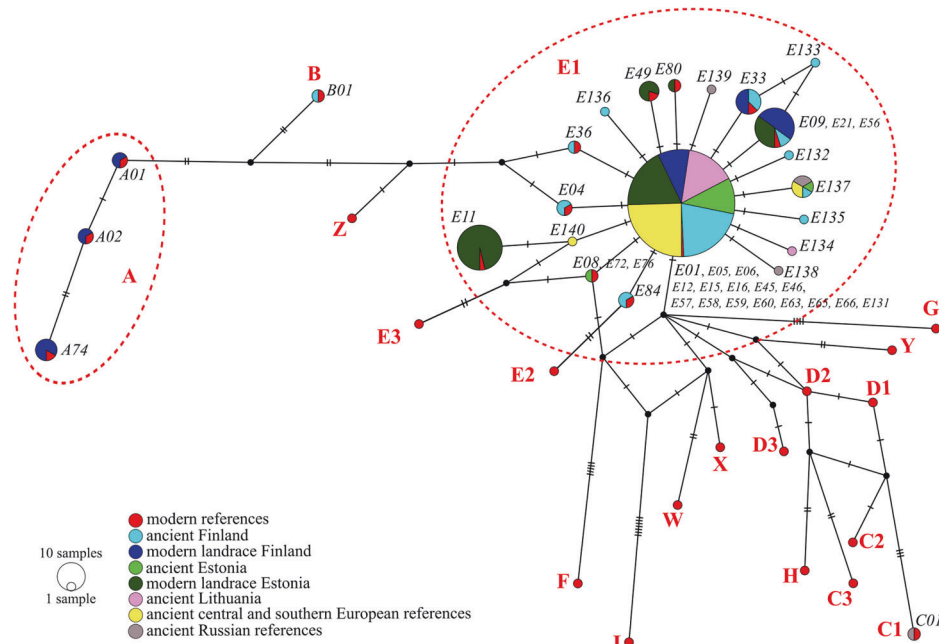 E133
B
E1
E49
E80
E139
E33
B01
E136
E09, E21, E56
E36
E132
A01
E137
E04
E135
Z
E11
A02
E140
E134
A
E08, E72, E76
E01, E05, E06,
E138
E12, E15, E16, E45, E46,
E84
E57, E58, E59, E60, E63, E65, E66, E131
G
E3
A74
Y
E2
D2
D1
D3
X
W
modern references
ancient Finland
10 samples
modern landrace Finland
C2
ancient Estonia
1 sample
modern landrace Estonia
F
H
C3
ancient Lithuania
ancient central and southern European references
C01
ancient Russian references
C1